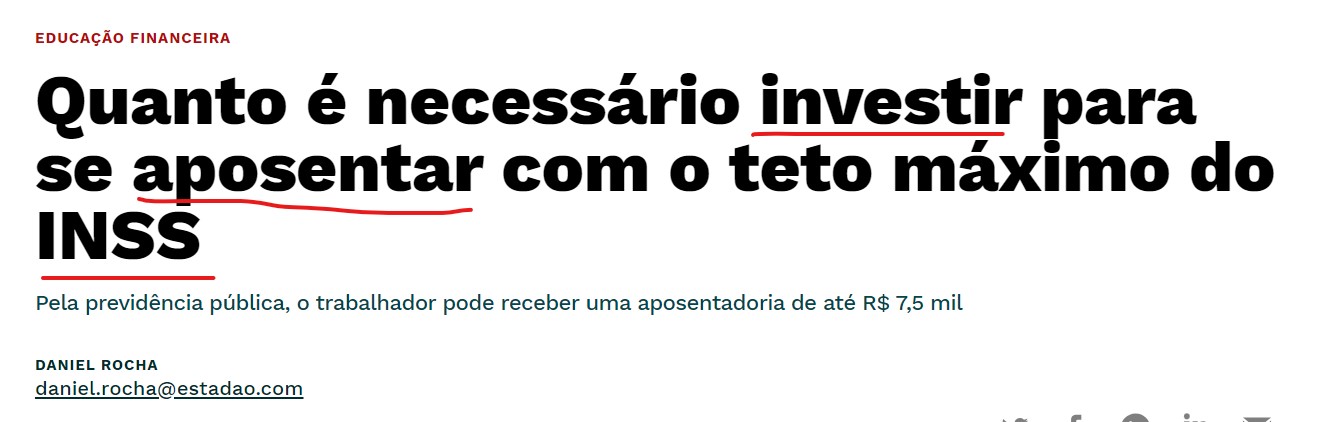 EDUCAÇÃO FINANCEIRA
Quanto é necessário investir para
se aposentar com o teto máximo do
INSS
Pela previdência pública, o trabalhador pode receber uma aposentadoria de até R$ 7,5 mil
DANIEL ROCHA
daniel.rocha@estadao.com